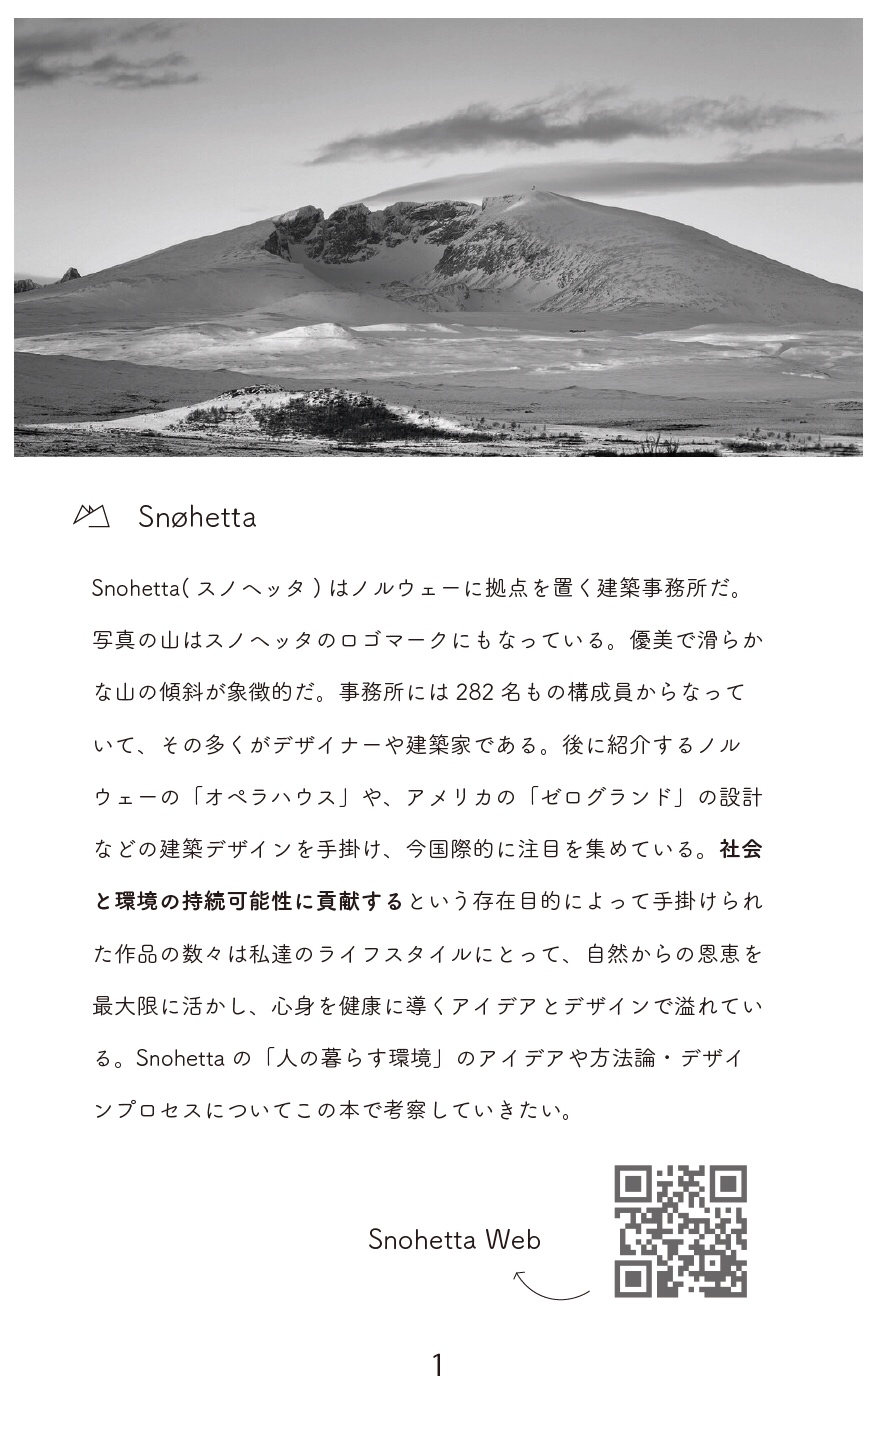 Snøhetta
Snohetta( スノヘッタ ) はノルウェーに拠点を置く建築事務所だ。
写真の山はスノヘッタのロゴマークにもなっている。優美で滑らか
な山の傾斜が象徴的だ。事務所には 282 名もの構成員からなって
いて、その多くがデザイナーや建築家である。後に紹介するノル
ウェーの「オペラハウス」や、アメリカの「ゼログランド」の設計
などの建築デザインを手掛け、今国際的に注目を集めている。社会
と環境の持続可能性に貢献するという存在目的によって手掛けられ
た作品の数々は私達のライフスタイルにとって、自然からの恩恵を
最大限に活かし、心身を健康に導くアイデアとデザインで溢れてい
る。Snohetta の「人の暮らす環境」のアイデアや方法論・デザイ
ンプロセスについてこの本で考察していきたい。
Snohetta Web
1